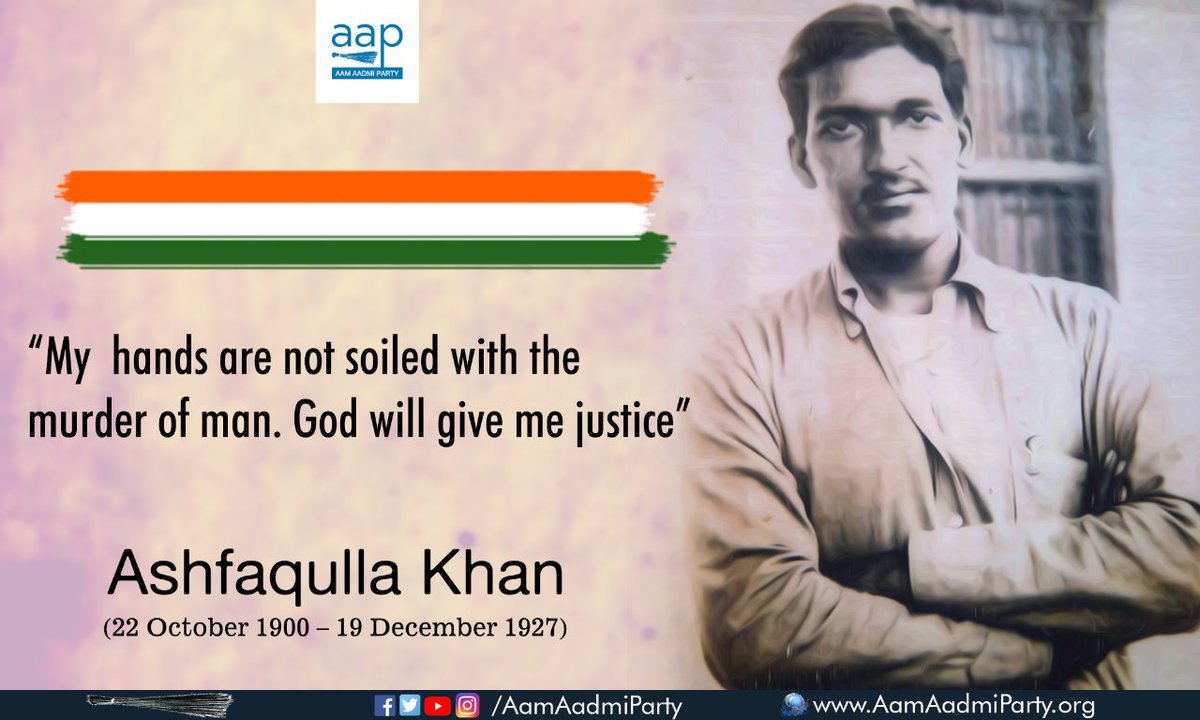 aap
AAM AADMI PARTY
“My hands are not soiled with the
murder of man. God will give me justice”
Ashfaqulla Khan
(22 October 1900 – 19 December 1927)
/AamAadmiParty
www.AamAadmiParty.org